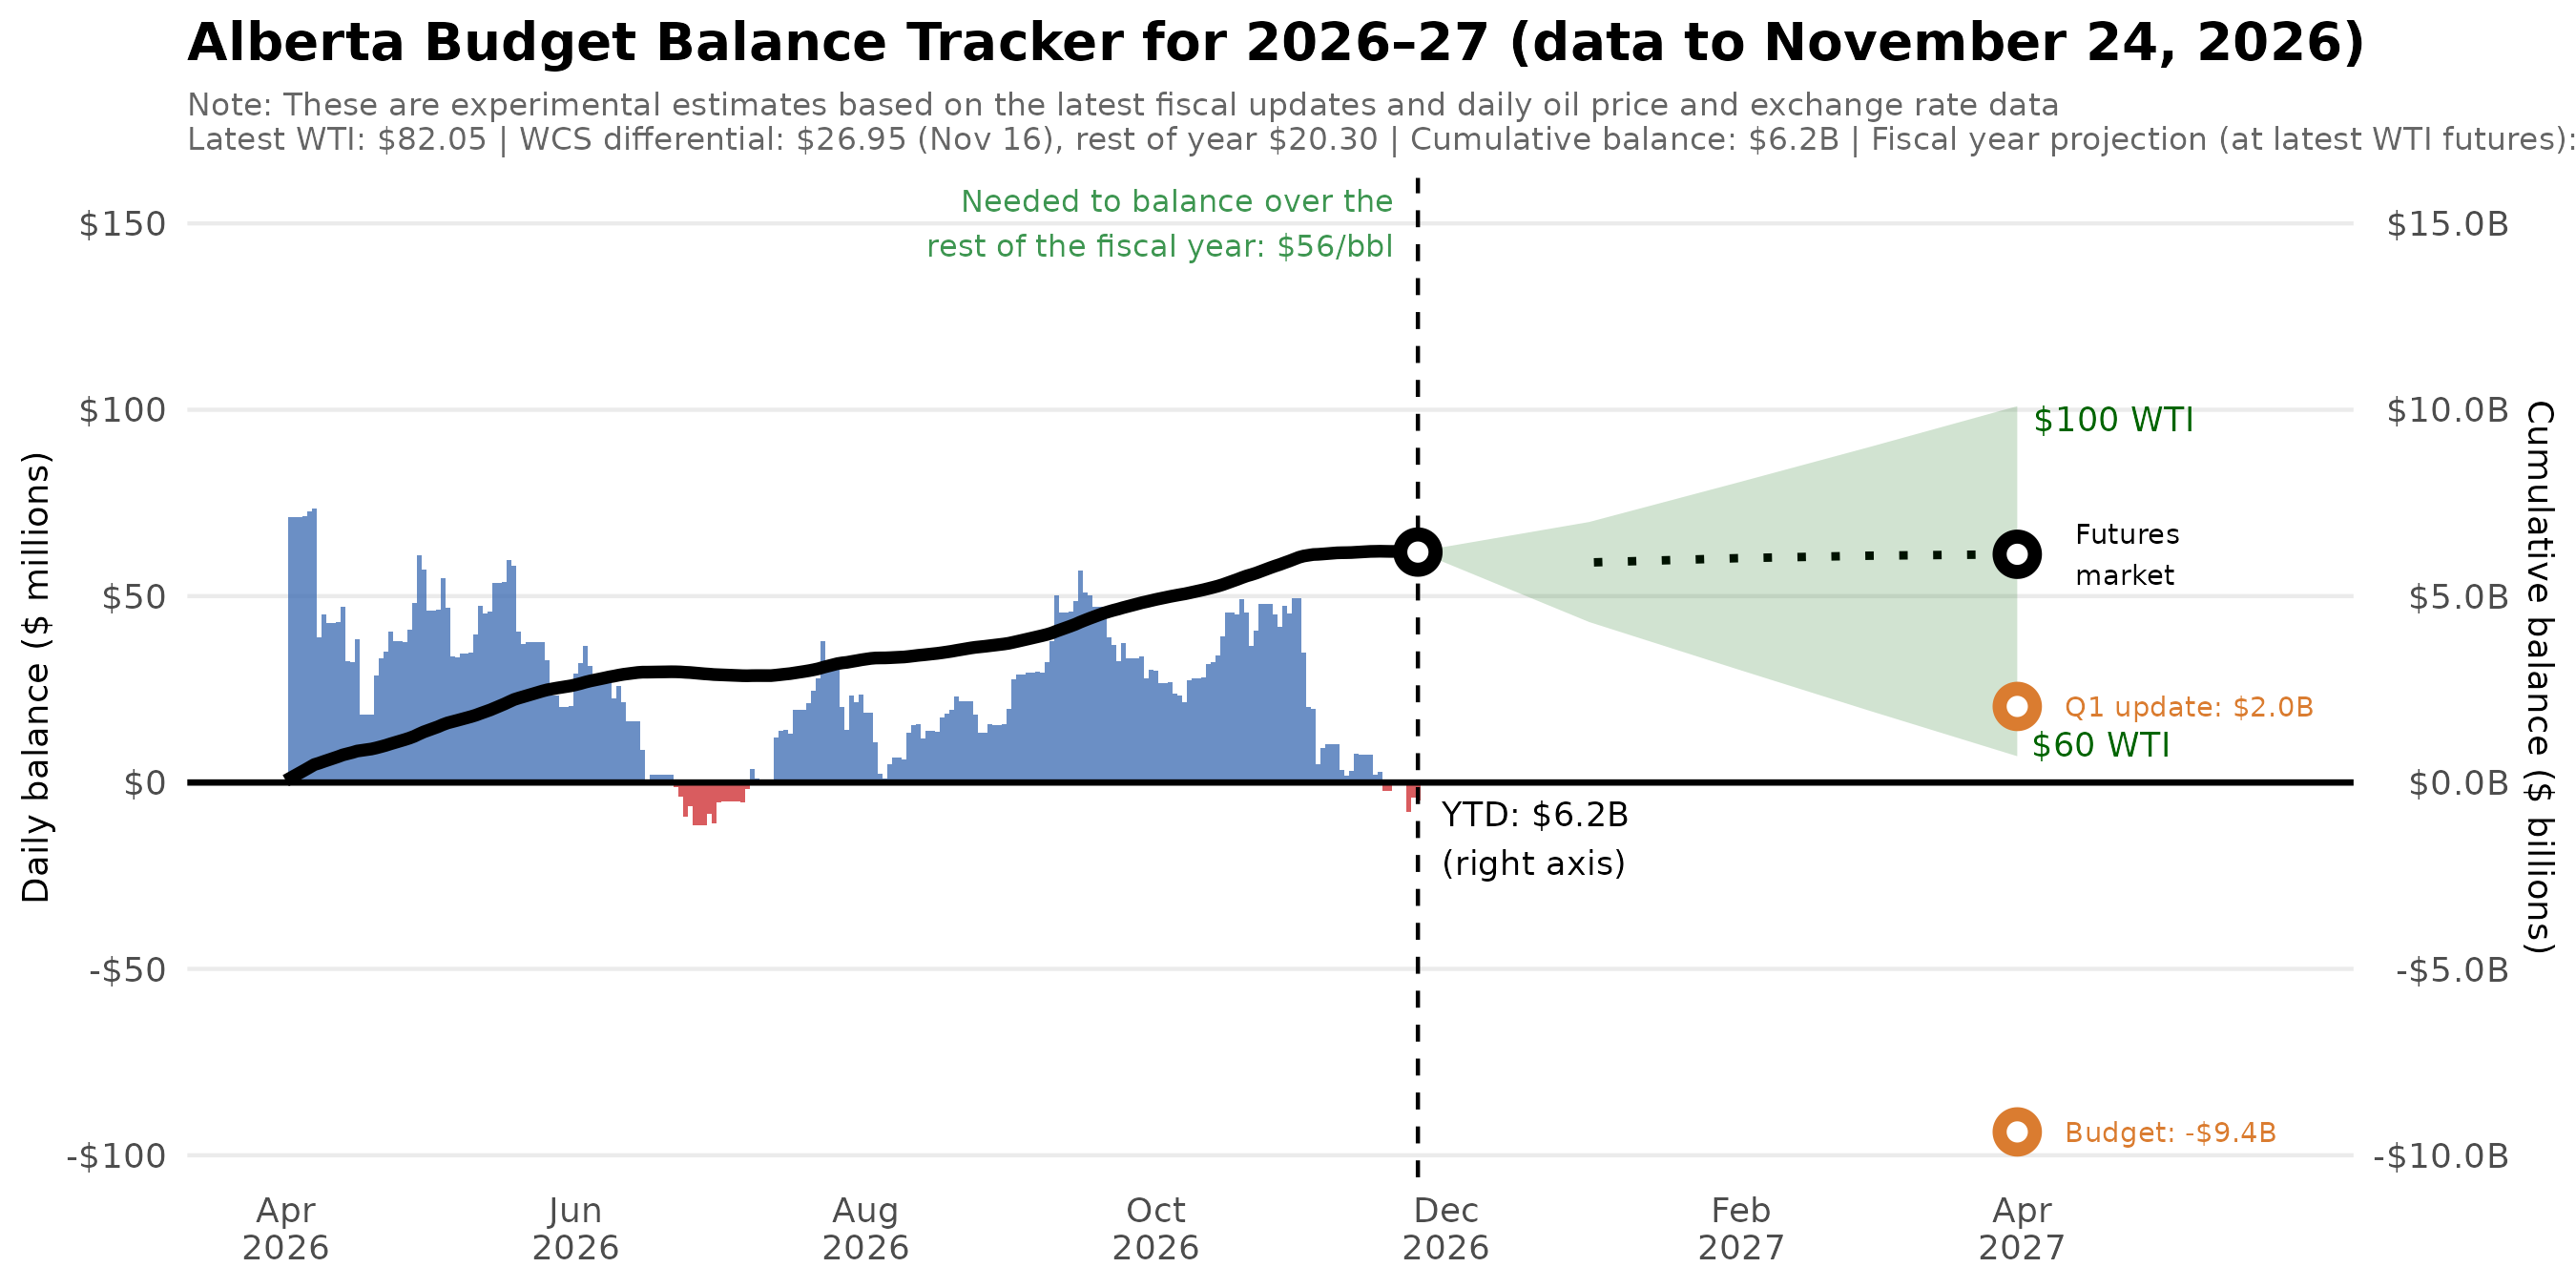 Alberta Budget Balance Tracker for 2026–27 (data to November 24, 2026)
Note: These are experimental estimates based on the latest fiscal updates and daily oil price and exchange rate data
Latest WTI: $82.05 | WCS differential: $26.95 (Nov 16), rest of year $20.30 | Cumulative balance: $6.2B | Fiscal year projection (at latest WTI futures):
Needed to balance over the
rest of the fiscal year: $56/bbl
$150
$100
$50
$0
-$50
-$100
Daily balance ($ millions)
$15.0B
$10.0B
$5.0B
$0.0B
-$5.0B
-$10.0B
Cumulative balance ($ billions)
$100 WTI
Futures
market
Q1 update: $2.0B
$60 WTI
YTD: $6.2B
(right axis)
Budget: -$9.4B
Apr
2026
Jun
2026
Aug
2026
Oct
2026
Dec
2026
Feb
2027
Apr
2027